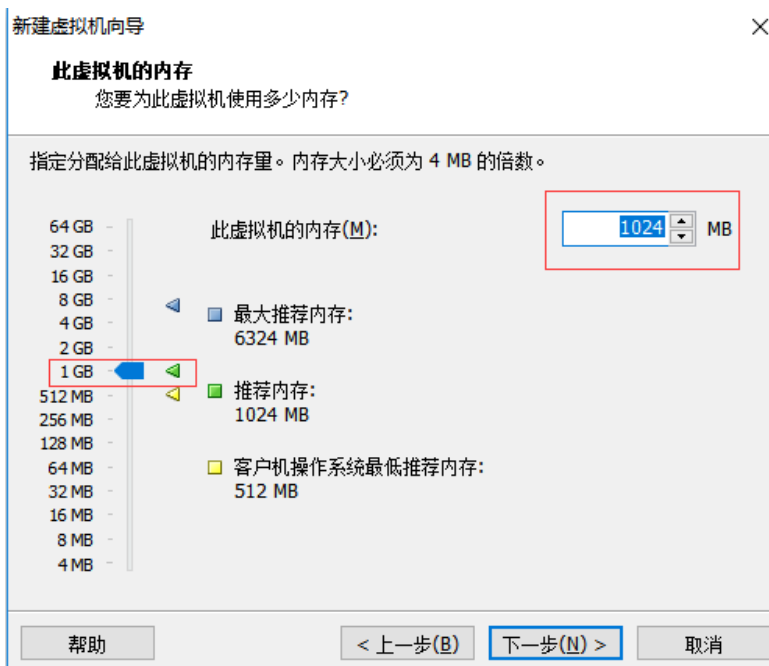 新建虚拟机向导
此虚拟机的内存
您要为此虚拟机使用多少内存?
指定分配给此虚拟机的内存量。内存大小必须为 4 MB 的倍数。
64 GB
32 GB
16 GB
8 GB
4 GB
2 GB
1 GB
512 MB
256 MB
128 MB
64 MB
32 MB
16 MB
8 MB
4 MB
此虚拟机的内存(M):
1024 MB
最大推荐内存:
6324 MB
推荐内存:
1024 MB
客户机操作系统最低推荐内存:
512 MB
帮助
< 上一步(B)
下一步(N) >
取消